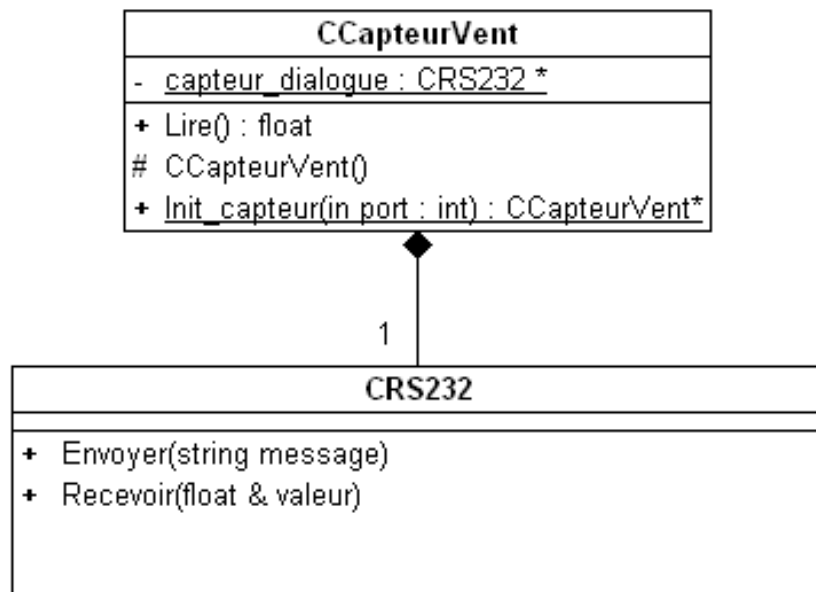 CCapteurVent
- capteur_dialogue : CRS232 *
+ Lire() : float
# CCapteurVent()
+ Init_capteur(in port : int) : CCapteurVent*
1
CRS232
+ Envoyer(string message)
+ Recevoir(float & valeur)